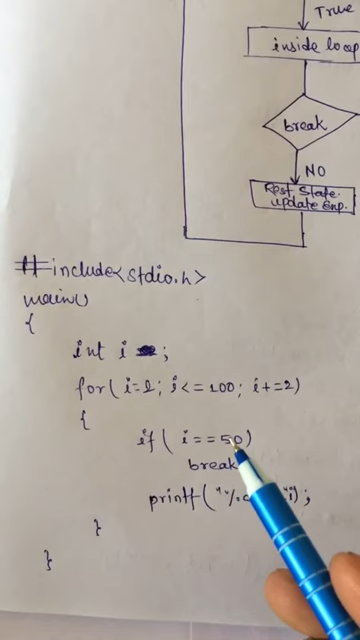 True
inside loop
break
NO
Rest. State.
update enp.
#include<stdio.h>
main()
{
int i ;
for( i=2; i<=100; i+=2)
{
if( i==50)
break
printf("%
i);
}
}